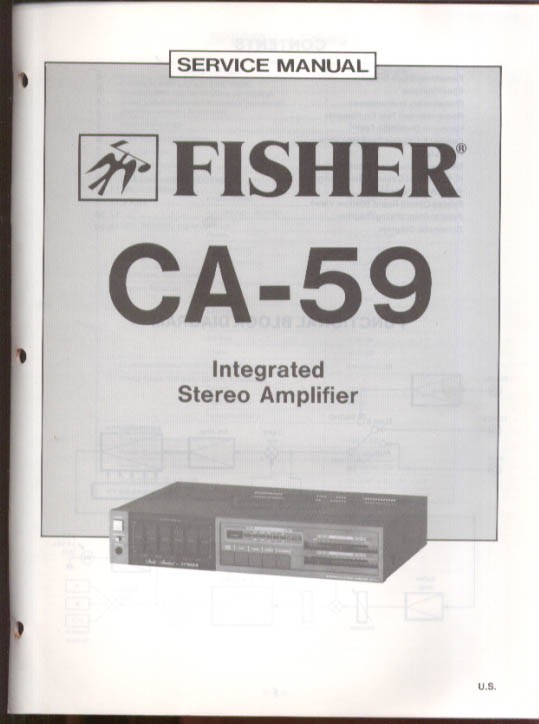 SERVICE MANUAL
FISHER®
CA-59
Integrated
Stereo Amplifier
U.S.